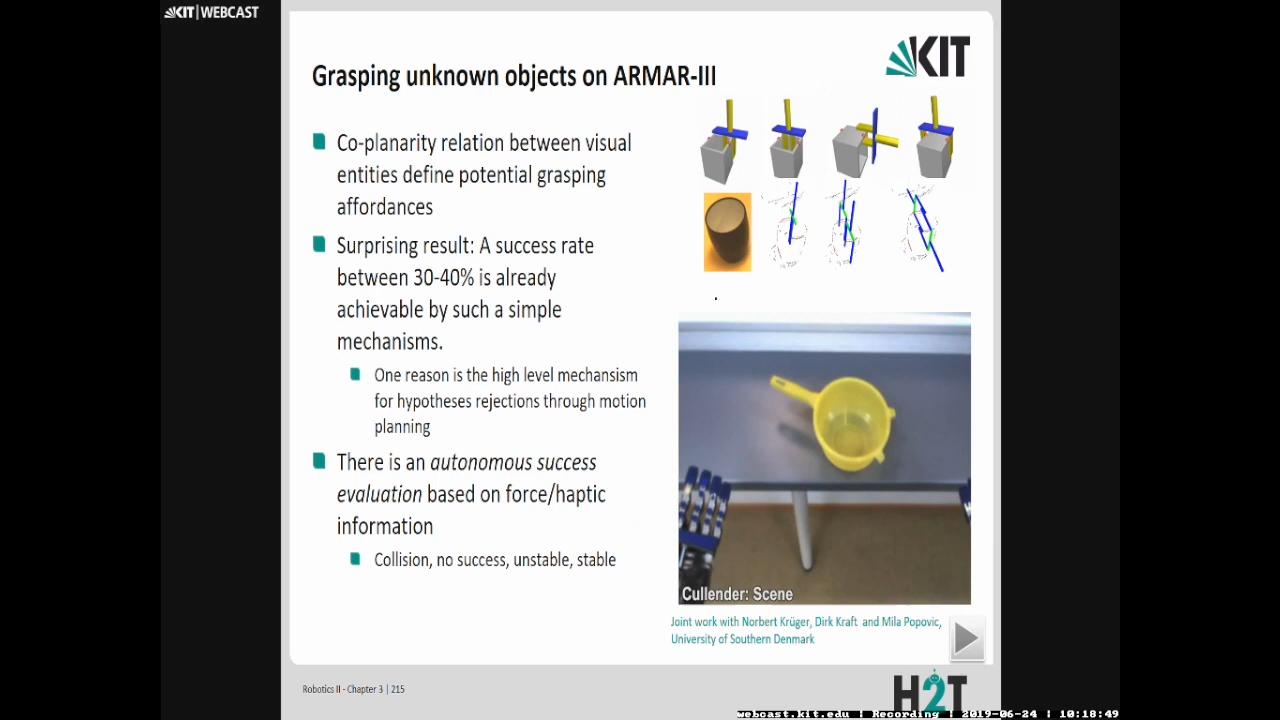 KIT | WEBCAST
KIT
Grasping unknown objects on ARMAR-III
Co-planarity relation between visual
entities define potential grasping
affordances
Surprising result: A success rate
between 30-40% is already
achievable by such a simple
mechanisms.
One reason is the high level mechansism
for hypotheses rejections through motion
planning
There is an autonomous success
evaluation based on force/haptic
information
Collision, no success, unstable, stable
Cullender: Scene
Joint work with Norbert Krüger, Dirk Kraft and Mila Popovic,
University of Southern Denmark
Robotics II - Chapter 3 | 215
H2T
webcast.kit.edu | Recording | 2019-06-24 | 10:18:49